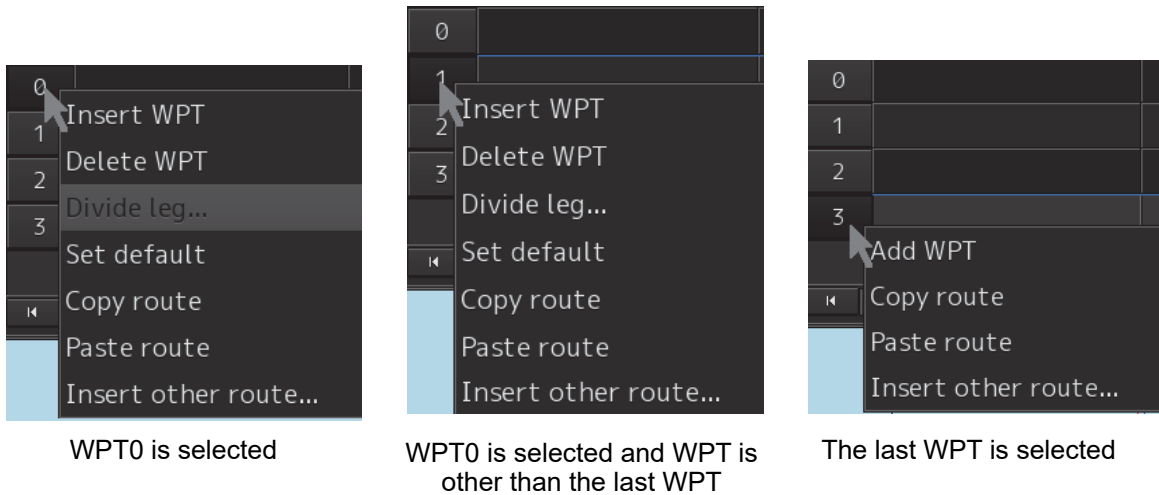 0
1
2
3
Insert WPT
Delete WPT
Divide leg...
Set default
Copy route
Paste route
Insert other route...
WPT0 is selected
0
1
2
3
Insert WPT
Delete WPT
Divide leg...
Set default
Copy route
Paste route
Insert other route...
WPT0 is selected and WPT is
other than the last WPT
0
1
2
3
Add WPT
Copy route
Paste route
Insert other route...
The last WPT is selected